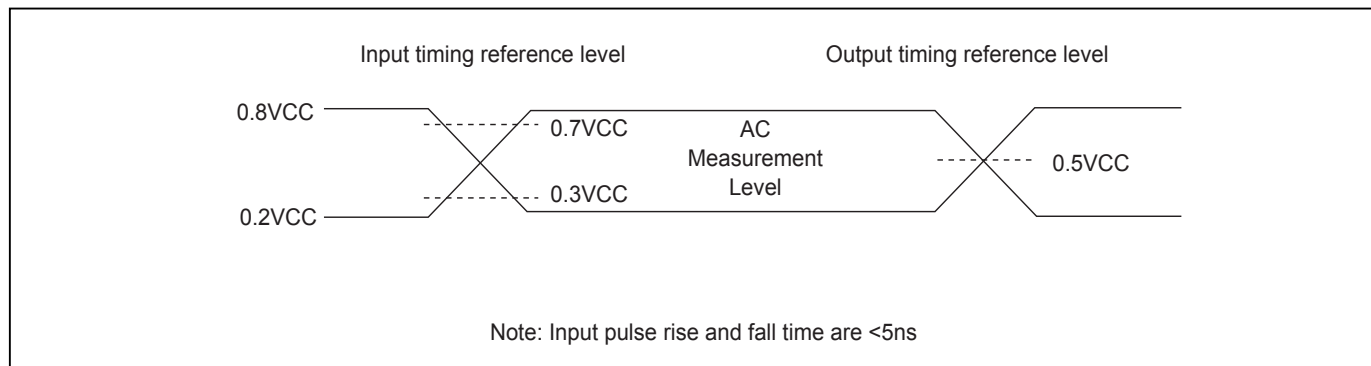 Input timing reference level
Output timing reference level
0.8VCC
0.7VCC
AC
Measurement
Level
0.5VCC
0.3VCC
0.2VCC
Note: Input pulse rise and fall time are <5ns